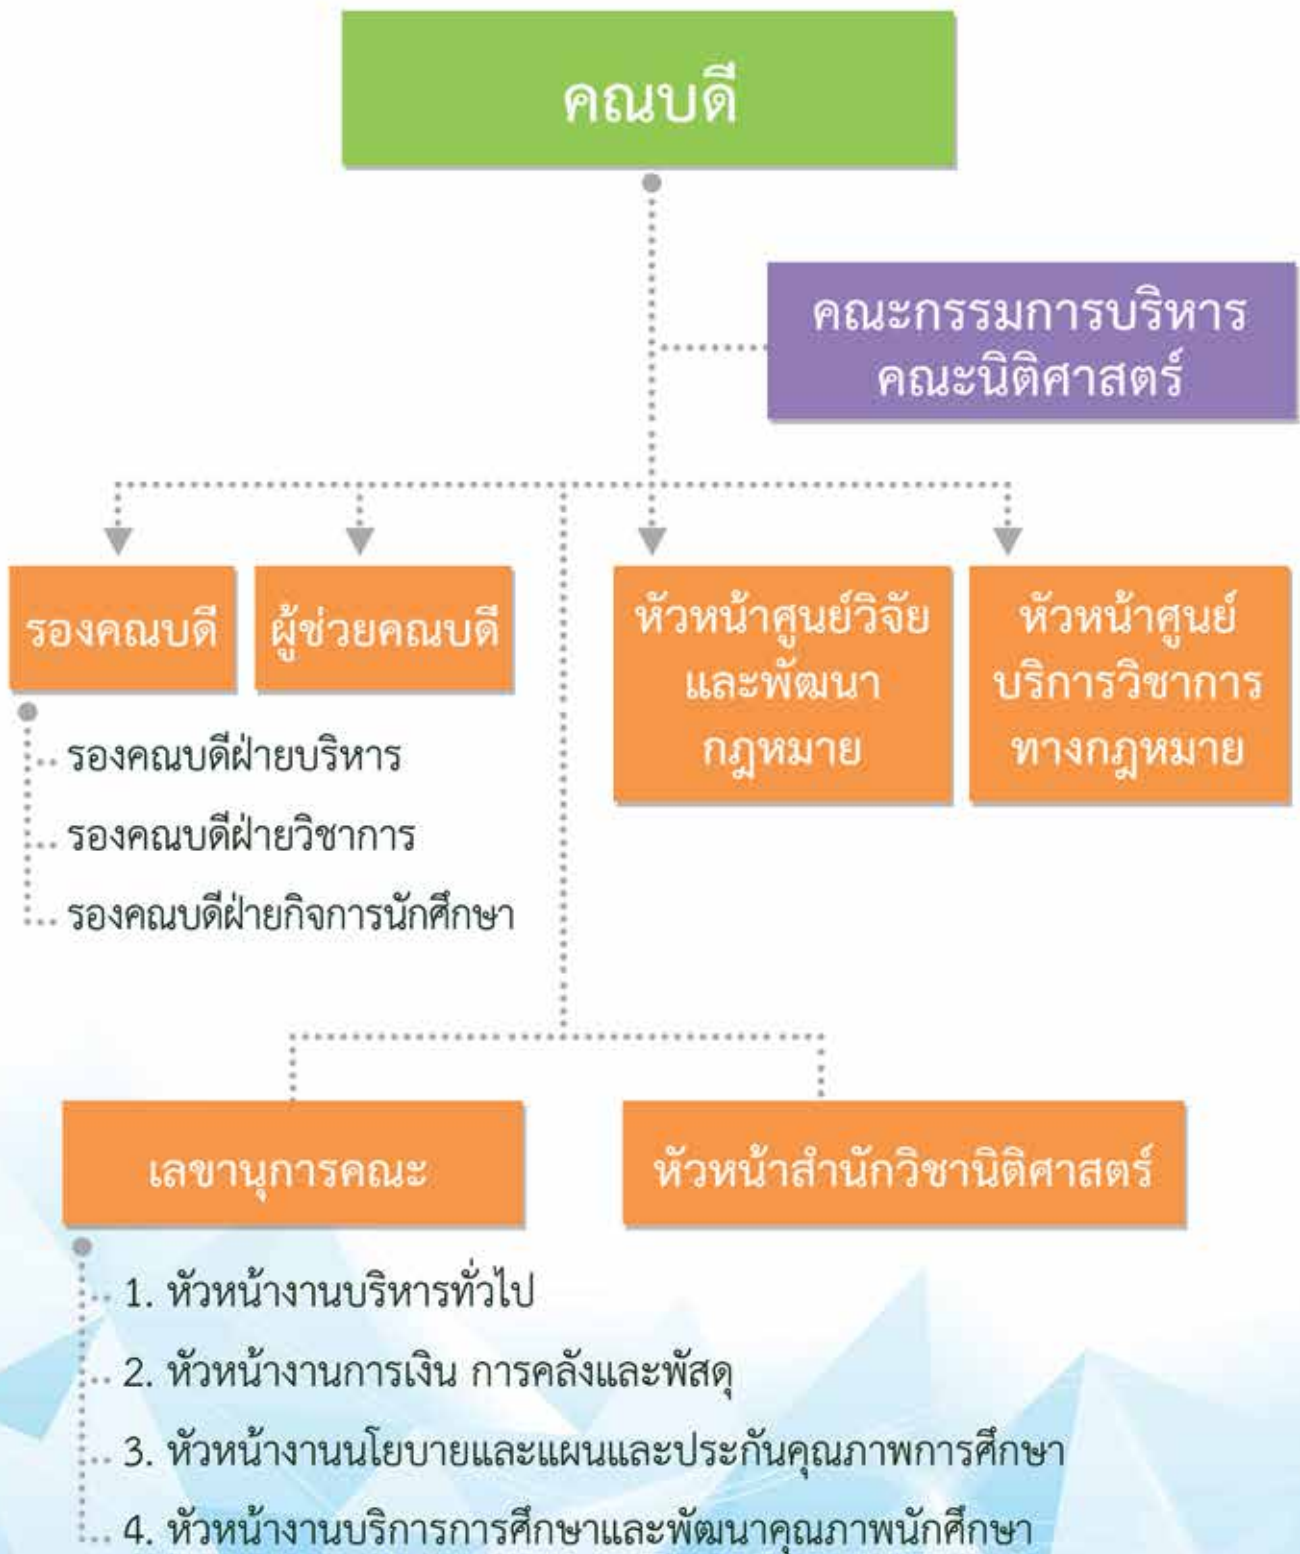 คณบดี
คณะกรรมการบริหาร
คณะนิติศาสตร์
รองคณบดี
ผู้ช่วยคณบดี
หัวหน้าศูนย์วิจัย
และพัฒนา
กฎหมาย
หัวหน้าศูนย์
บริการวิชาการ
ทางกฎหมาย
รองคณบดีฝ่ายบริหาร
รองคณบดีฝ่ายวิชาการ
รองคณบดีฝ่ายกิจการนักศึกษา
เลขานุการคณะ
หัวหน้าสำนักวิชานิติศาสตร์
1. หัวหน้างานบริหารทั่วไป
2. หัวหน้างานการเงิน การคลังและพัสดุ
3. หัวหน้างานนโยบายและแผนและประกันคุณภาพการศึกษา
4. หัวหน้างานบริการการศึกษาและพัฒนาคุณภาพนักศึกษา